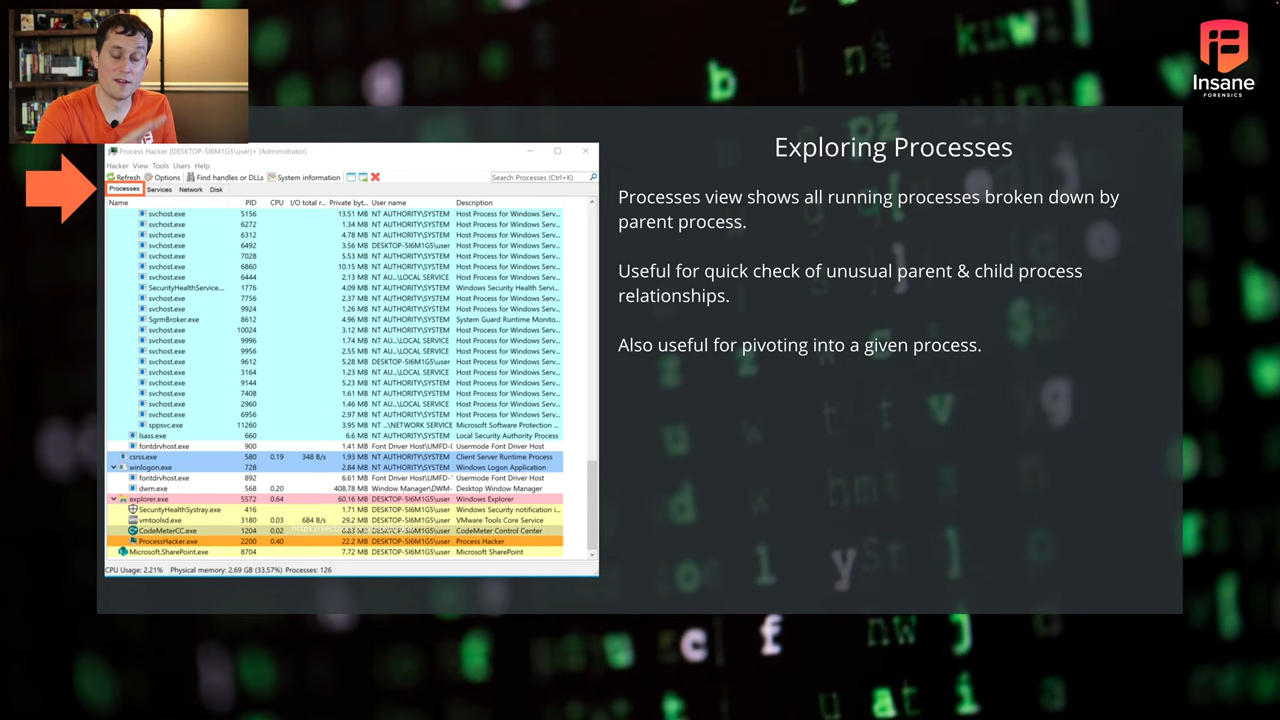 Insane
FORENSICS
Process Hacker [DESKTOP-5I6M1G5\user]+ (Administrator)
Hacker View Tools Users Help
Refresh Options Find handles or DLLs System information Search Processes (Ctrl+K)
Processes Services Network Disk
Name PID CPU I/O total r... Private byt... User name Description
svchost.exe 5156 13.51 MB NT AUTHORITY\SYSTEM Host Process for Windows Serv...
svchost.exe 6272 1.34 MB NT AUTHORITY\SYSTEM Host Process for Windows Serv...
svchost.exe 6312 4.78 MB NT AUTHORITY\SYSTEM Host Process for Windows Serv...
svchost.exe 6492 3.56 MB DESKTOP-5I6M1G5\user Host Process for Windows Serv...
svchost.exe 7028 5.53 MB NT AUTHORITY\SYSTEM Host Process for Windows Serv...
svchost.exe 6860 10.15 MB NT AUTHORITY\SYSTEM Host Process for Windows Serv...
svchost.exe 6444 2.13 MB NT AU...\LOCAL SERVICE Host Process for Windows Serv...
SecurityHealthService.... 1776 4.09 MB NT AUTHORITY\SYSTEM Windows Security Health Servi...
svchost.exe 7756 2.37 MB NT AUTHORITY\SYSTEM Host Process for Windows Serv...
svchost.exe 9924 1.26 MB NT AUTHORITY\SYSTEM Host Process for Windows Serv...
SgrmBroker.exe 8612 4.96 MB NT AUTHORITY\SYSTEM System Guard Runtime Monito...
svchost.exe 10024 3.12 MB NT AUTHORITY\SYSTEM Host Process for Windows Serv...
svchost.exe 9996 1.74 MB NT AU...\LOCAL SERVICE Host Process for Windows Serv...
svchost.exe 9956 2.55 MB NT AU...\LOCAL SERVICE Host Process for Windows Serv...
svchost.exe 9612 5.28 MB DESKTOP-5I6M1G5\user Host Process for Windows Serv...
svchost.exe 3164 1.23 MB NT AU...\LOCAL SERVICE Host Process for Windows Serv...
svchost.exe 9144 5.23 MB NT AUTHORITY\SYSTEM Host Process for Windows Serv...
svchost.exe 7408 1.61 MB NT AUTHORITY\SYSTEM Host Process for Windows Serv...
svchost.exe 2960 1.46 MB NT AU...\LOCAL SERVICE Host Process for Windows Serv...
svchost.exe 6956 2.97 MB NT AUTHORITY\SYSTEM Host Process for Windows Serv...
sppsvc.exe 11260 3.95 MB NT ...\NETWORK SERVICE Microsoft Software Protection ...
lsass.exe 660 6.6 MB NT AUTHORITY\SYSTEM Local Security Authority Process
fontdrvhost.exe 900 1.41 MB Font Driver Host\UMFD-0 Usermode Font Driver Host
csrss.exe 580 0.19 348 B/s 1.93 MB NT AUTHORITY\SYSTEM Client Server Runtime Process
winlogon.exe 728 2.84 MB NT AUTHORITY\SYSTEM Windows Logon Application
fontdrvhost.exe 892 6.61 MB Font Driver Host\UMFD-1 Usermode Font Driver Host
dwm.exe 568 0.20 408.78 MB Window Manager\DWM- Desktop Window Manager
explorer.exe 5572 0.64 60.16 MB DESKTOP-5I6M1G5\user Windows Explorer
SecurityHealthSystray.exe 416 1.71 MB DESKTOP-5I6M1G5\user Windows Security notification i...
vmtoolsd.exe 3180 0.03 684 B/s 29.2 MB DESKTOP-5I6M1G5\user VMware Tools Core Service
CodeMeterCC.exe 1204 0.02 6.83 MB DESKTOP-5I6M1G5\user CodeMeter Control Center
ProcessHacker.exe 2200 0.40 22.2 MB DESKTOP-5I6M1G5\user Process Hacker
Microsoft.SharePoint.exe 8704 7.72 MB DESKTOP-5I6M1G5\user Microsoft SharePoint
CPU Usage: 2.21% Physical memory: 2.69 GB (33.57%) Processes: 126
Exploring Processes
Processes view shows all running processes broken down by
parent process.
Useful for quick check of unusual parent & child process
relationships.
Also useful for pivoting into a given process.